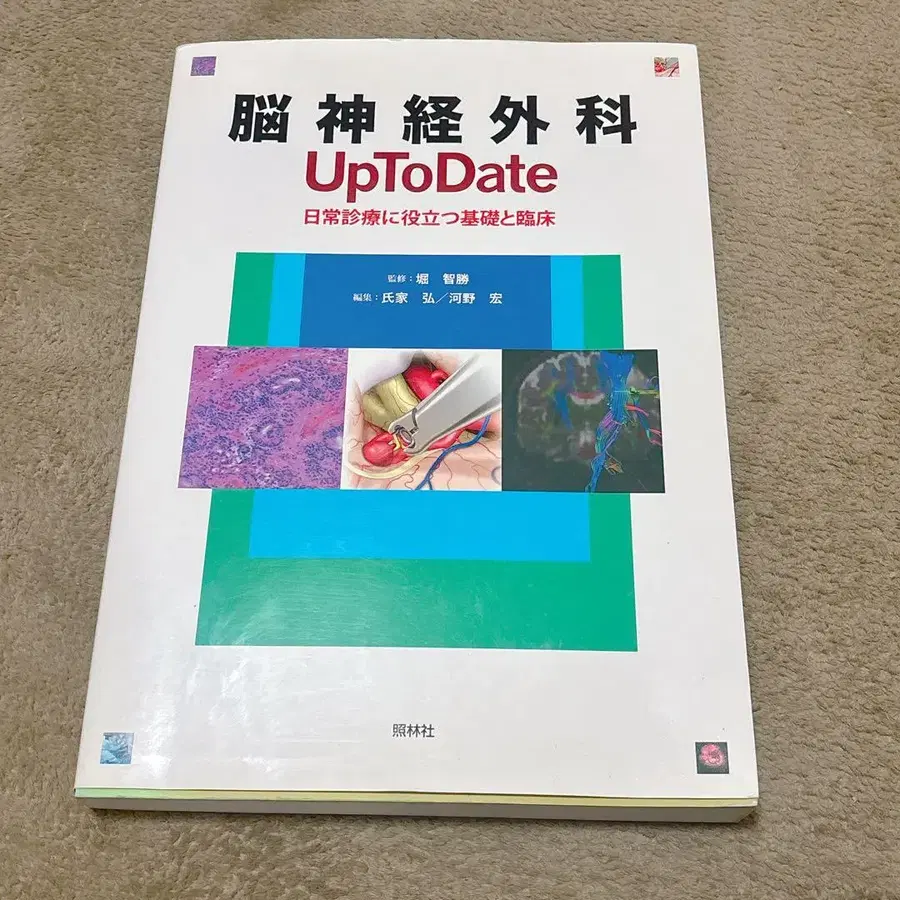 脳神経外科
UpToDate
日常診療に役立つ基礎と臨床
監修：堀 智勝
編集：氏家 弘／河野 宏
照林社